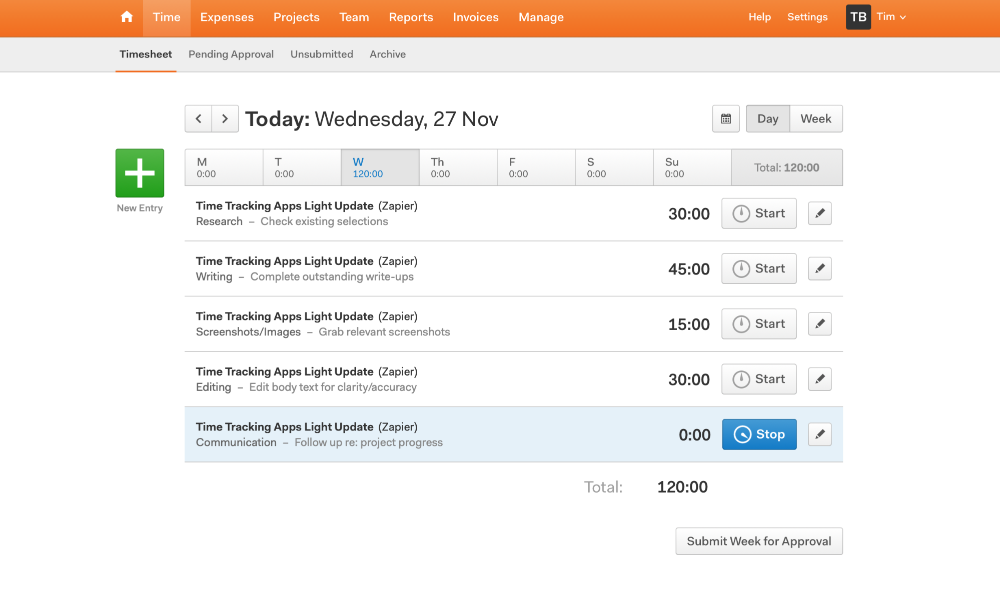 Time Expenses Projects Team Reports Invoices Manage Help Settings TB Tim
Timesheet Pending Approval Unsubmitted Archive
Today: Wednesday, 27 Nov Day Week
M T W Th F S Su Total: 120:00
0:00 0:00 120:00 0:00 0:00 0:00 0:00
New Entry
Time Tracking Apps Light Update (Zapier) 30:00 Start
Research – Check existing selections
Time Tracking Apps Light Update (Zapier) 45:00 Start
Writing – Complete outstanding write-ups
Time Tracking Apps Light Update (Zapier) 15:00 Start
Screenshots/Images – Grab relevant screenshots
Time Tracking Apps Light Update (Zapier) 30:00 Start
Editing – Edit body text for clarity/accuracy
Time Tracking Apps Light Update (Zapier) 0:00 Stop
Communication – Follow up re: project progress
Total: 120:00
Submit Week for Approval